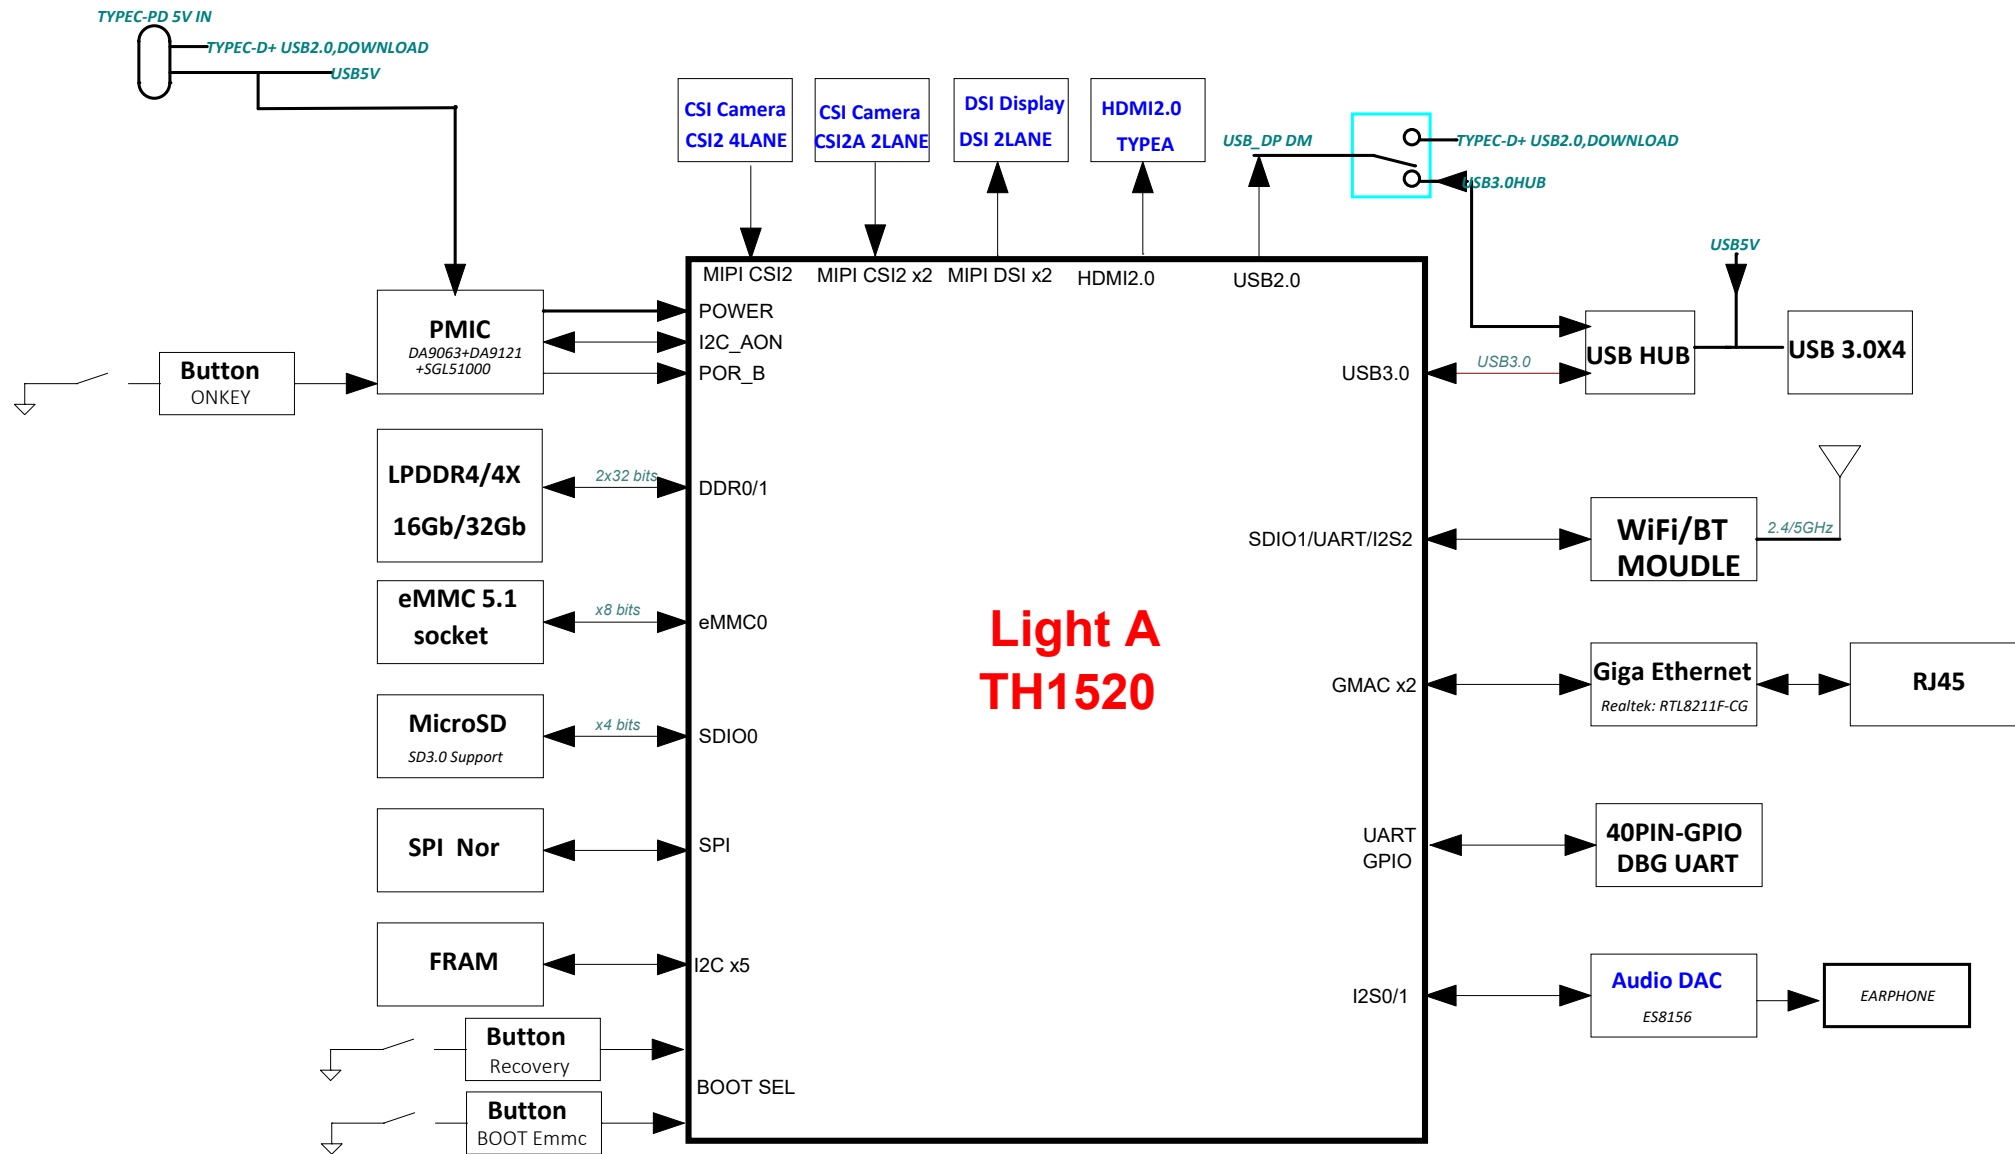 TYPEC-PD 5V IN
TYPEC-D+ USB2.0,DOWNLOAD
USB5V
CSI Camera
CSI2 4LANE
CSI Camera
CSI2A 2LANE
DSI Display
DSI 2LANE
HDMI2.0
TYPEA
USB_DP DM
TYPEC-D+ USB2.0,DOWNLOAD
USB3.0HUB
USB5V
MIPI CSI2
MIPI CSI2 x2
MIPI DSI x2
HDMI2.0
USB2.0
PMIC
DA9063+DA9121
+SGL51000
POWER
I2C_AON
POR_B
Button
ONKEY
USB3.0
USB3.0
USB HUB
USB 3.0X4
LPDDR4/4X
16Gb/32Gb
2x32 bits
DDR0/1
SDIO1/UART/I2S2
WiFi/BT
MOUDLE
2.4/5GHz
eMMC 5.1
socket
x8 bits
eMMC0
Light A
TH1520
GMAC x2
Giga Ethernet
Realtek: RTL8211F-CG
RJ45
MicroSD
SD3.0 Support
x4 bits
SDIO0
SPI Nor
SPI
UART
GPIO
40PIN-GPIO
DBG UART
FRAM
I2C x5
I2S0/1
Audio DAC
ES8156
EARPHONE
Button
Recovery
BOOT SEL
Button
BOOT Emmc